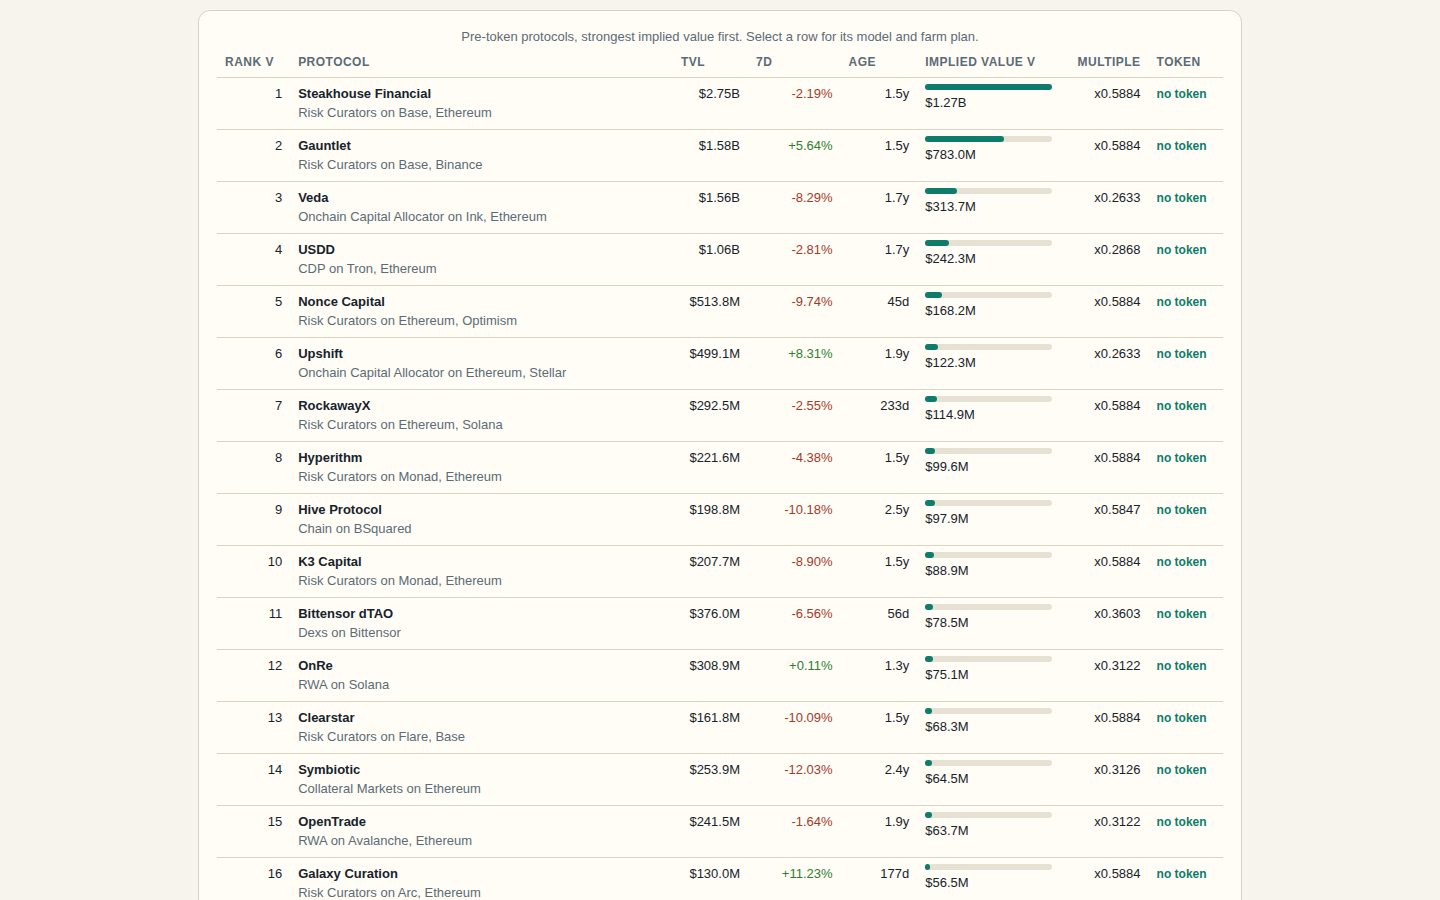 Pre-token protocols, strongest implied value first. Select a row for its model and farm plan.
RANK V PROTOCOL TVL 7D AGE IMPLIED VALUE V MULTIPLE TOKEN
1 Steakhouse Financial $2.75B -2.19% 1.5y $1.27B x0.5884 no token
Risk Curators on Base, Ethereum
2 Gauntlet $1.58B +5.64% 1.5y $783.0M x0.5884 no token
Risk Curators on Base, Binance
3 Veda $1.56B -8.29% 1.7y $313.7M x0.2633 no token
Onchain Capital Allocator on Ink, Ethereum
4 USDD $1.06B -2.81% 1.7y $242.3M x0.2868 no token
CDP on Tron, Ethereum
5 Nonce Capital $513.8M -9.74% 45d $168.2M x0.5884 no token
Risk Curators on Ethereum, Optimism
6 Upshift $499.1M +8.31% 1.9y $122.3M x0.2633 no token
Onchain Capital Allocator on Ethereum, Stellar
7 RockawayX $292.5M -2.55% 233d $114.9M x0.5884 no token
Risk Curators on Ethereum, Solana
8 Hyperithm $221.6M -4.38% 1.5y $99.6M x0.5884 no token
Risk Curators on Monad, Ethereum
9 Hive Protocol $198.8M -10.18% 2.5y $97.9M x0.5847 no token
Chain on BSquared
10 K3 Capital $207.7M -8.90% 1.5y $88.9M x0.5884 no token
Risk Curators on Monad, Ethereum
11 Bittensor dTAO $376.0M -6.56% 56d $78.5M x0.3603 no token
Dexs on Bittensor
12 OnRe $308.9M +0.11% 1.3y $75.1M x0.3122 no token
RWA on Solana
13 Clearstar $161.8M -10.09% 1.5y $68.3M x0.5884 no token
Risk Curators on Flare, Base
14 Symbiotic $253.9M -12.03% 2.4y $64.5M x0.3126 no token
Collateral Markets on Ethereum
15 OpenTrade $241.5M -1.64% 1.9y $63.7M x0.3122 no token
RWA on Avalanche, Ethereum
16 Galaxy Curation $130.0M +11.23% 177d $56.5M x0.5884 no token
Risk Curators on Arc, Ethereum